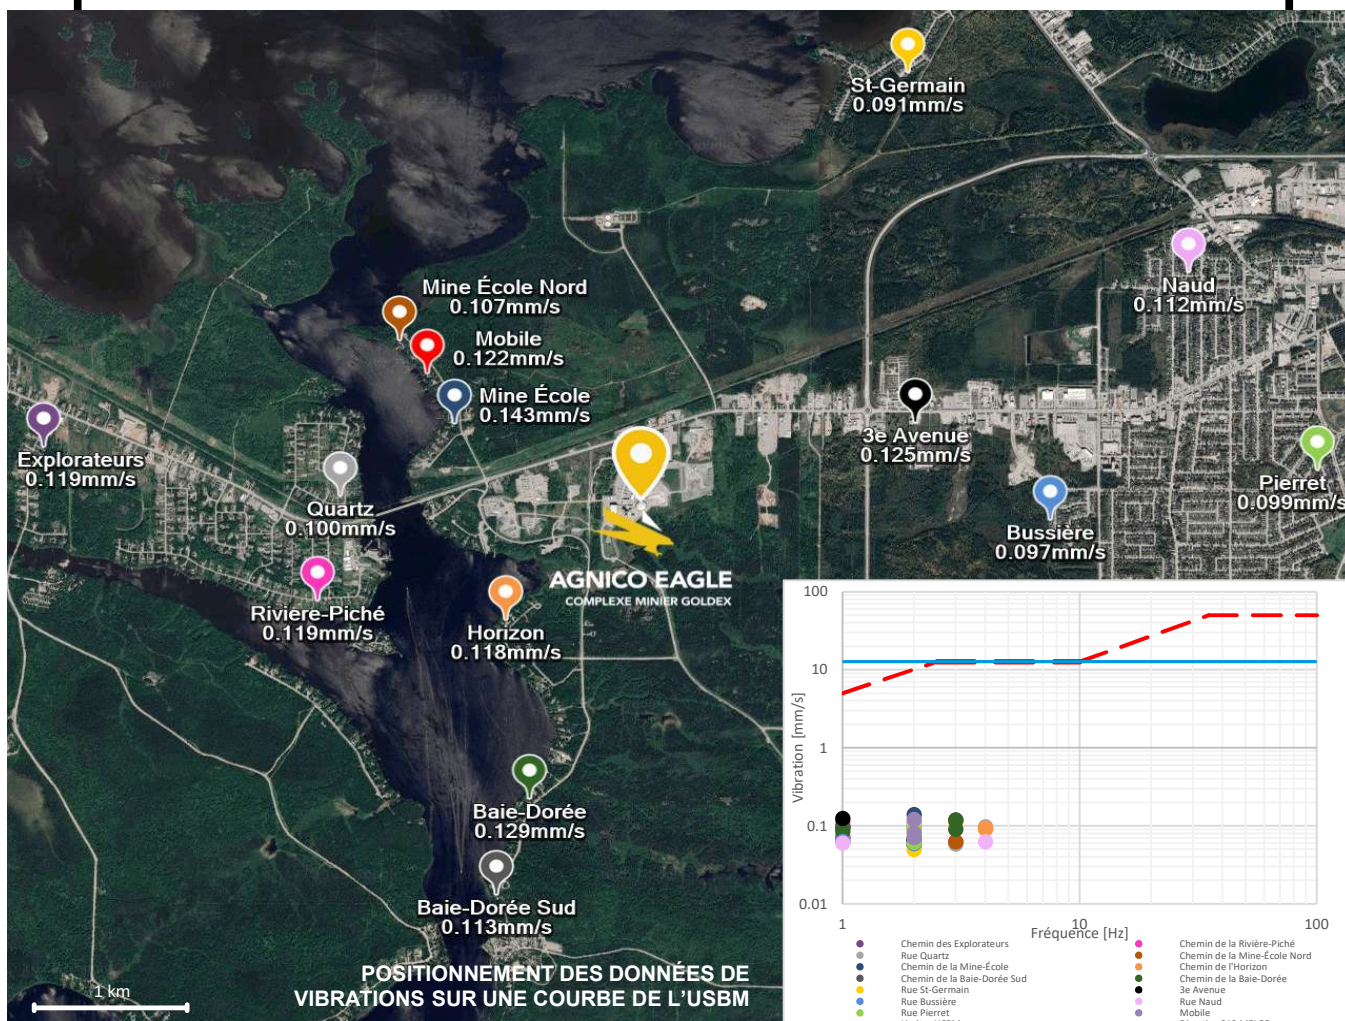 St-Germain
0.091mm/s
Naud
0.112mm/s
Mine École Nord
0.107mm/s
Mobile
0.122mm/s
Mine École
0.143mm/s
Explorateurs
0.119mm/s
Quartz
0.100mm/s
3e Avenue
0.125mm/s
Pierret
0.099mm/s
Bussière
0.097mm/s
Riviere-Piché
0.119mm/s
AGNICO EAGLE
COMPLEXE MINIER GOLDEX
Horizon
0.118mm/s
Baie-Dorée
0.129mm/s
Baie-Dorée Sud
0.113mm/s
POSITIONNEMENT DES DONNÉES DE
VIBRATIONS SUR UNE COURBE DE L'USBM
1 km
100
10
1
0.1
0.01
Vibration [mm/s]
1
10
100
Fréquence [Hz]
Chemin des Explorateurs
Chemin de la Rivière-Piché
Rue Quartz
Chemin de la Mine-École Nord
Chemin de la Mine-École
Chemin de l'Horizon
Chemin de la Baie-Dorée Sud
Chemin de la Baie-Dorée
Rue St-Germain
3e Avenue
Rue Bussière
Rue Naud
Rue Pierret
Mobile